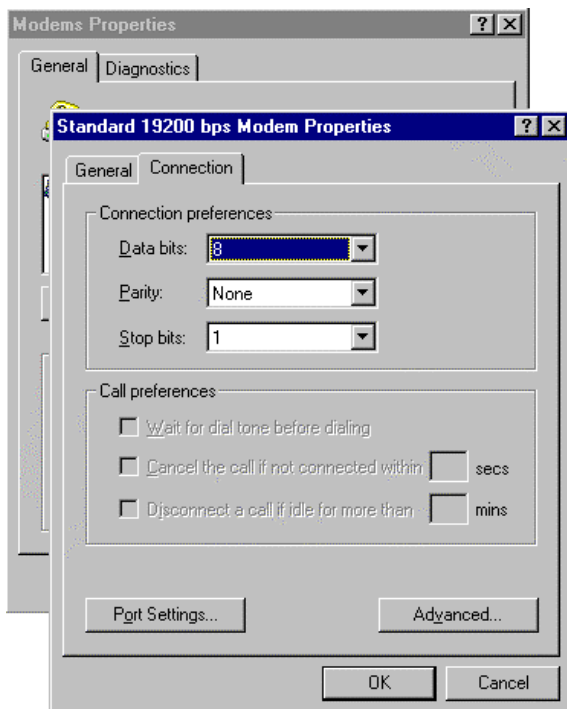 Modems Properties
General Diagnostics
Standard 19200 bps Modem Properties
General Connection
Connection preferences
Data bits: 8
Parity: None
Stop bits: 1
Call preferences
Wait for dial tone before dialing
Cancel the call if not connected within secs
Disconnect a call if idle for more than mins
Port Settings... Advanced...
OK Cancel